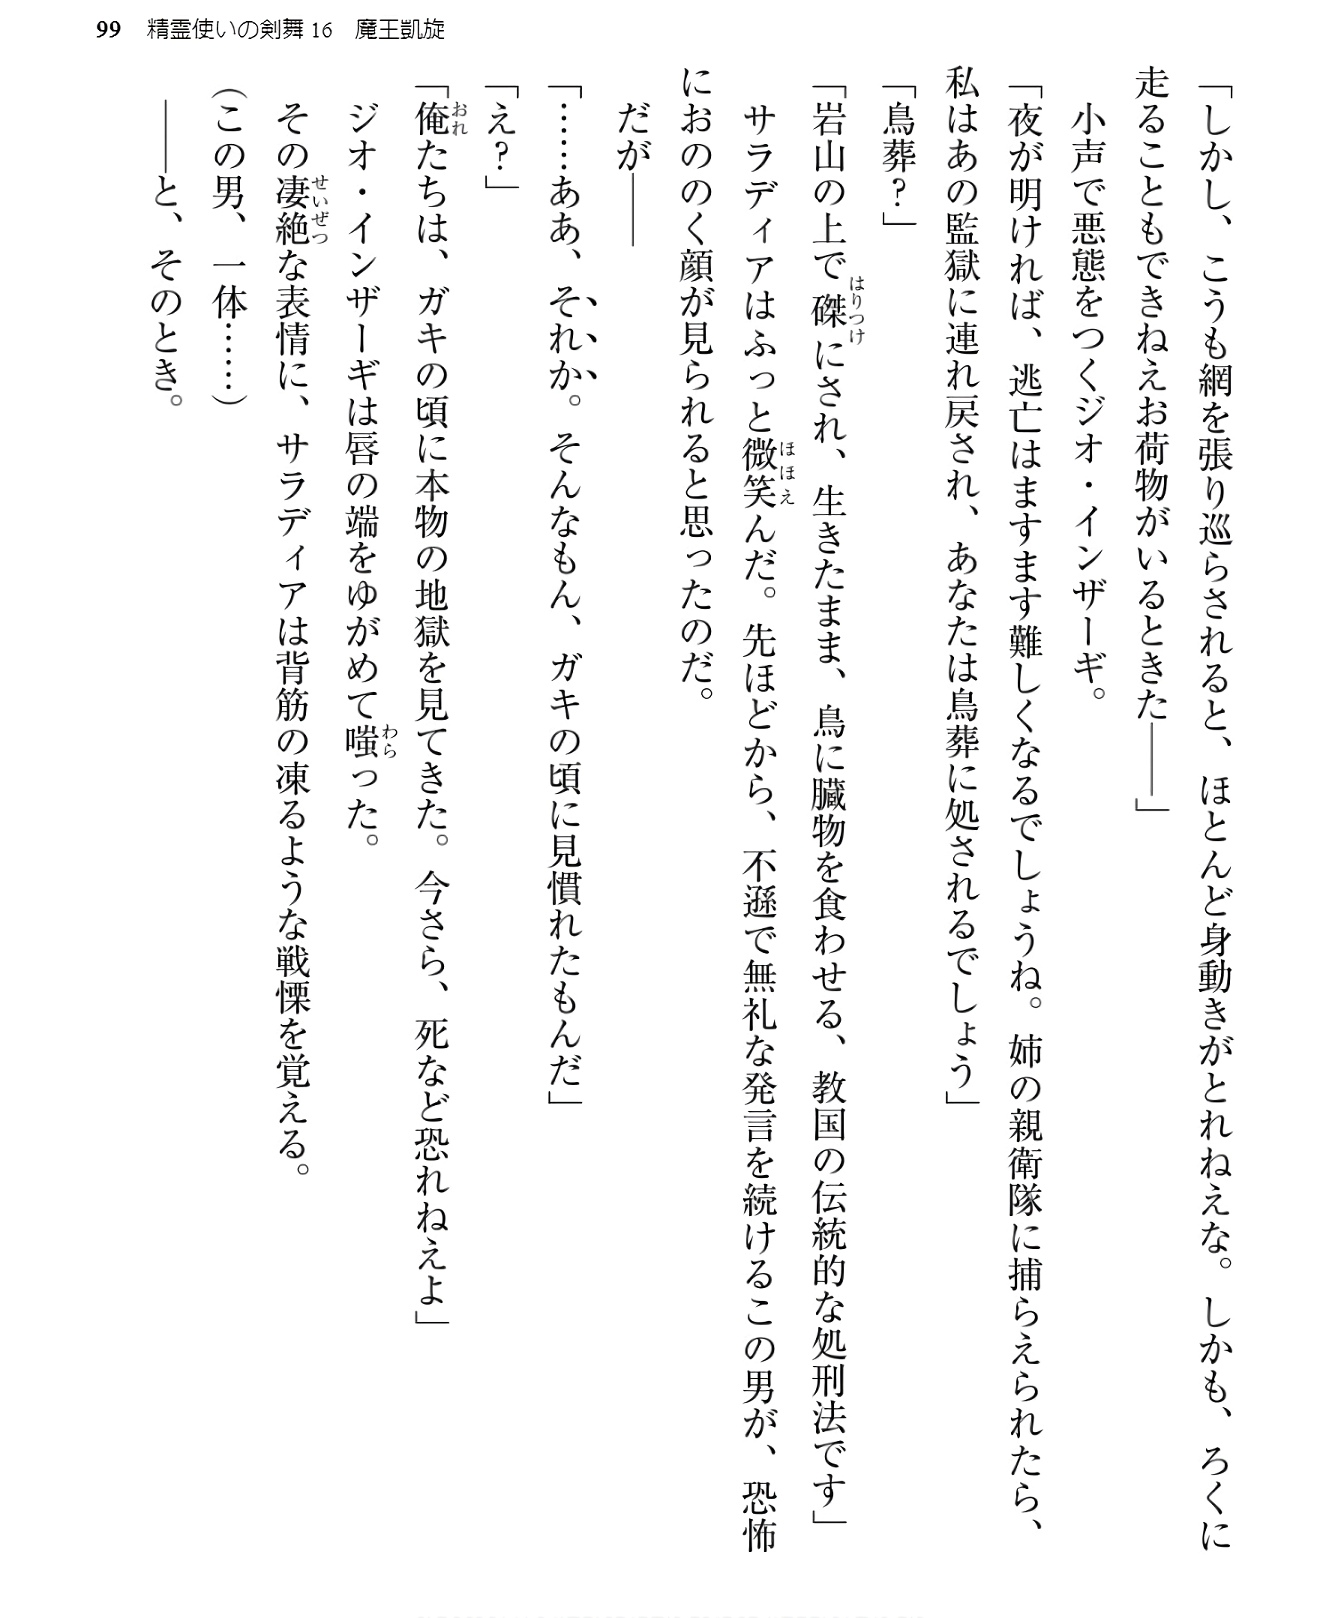 99 精霊使いの剣舞16 魔王凱旋
「しかし、こうも網を張り巡らされると、ほとんど身動きがとれねえな。しかも、ろくに
走ることもできねえお荷物がいるときた――」
小声で悪態をつくジオ・インザーギ。
「夜が明ければ、逃亡はますます難しくなるでしょうね。姉の親衛隊に捕らえられたら、
私はあの監獄に連れ戻され、あなたは鳥葬に処されるでしょう」
「鳥葬？」
「岩山の上で磔にされ、生きたまま、鳥に臓物を食わせる、教国の伝統的な処刑法です」
サラディアはふっと微笑んだ。先ほどから、不遜で無礼な発言を続けるこの男が、恐怖
におののく顔が見られると思ったのだ。
だが――
「……ああ、それか。そんなもん、ガキの頃に見慣れたもんだ」
「え？」
「俺たちは、ガキの頃に本物の地獄を見てきた。今さら、死など恐れねえよ」
ジオ・インザーギは唇の端をゆがめて嗤った。
その凄絶な表情に、サラディアは背筋の凍るような戦慄を覚える。
（この男、一体……）
――と、そのとき。